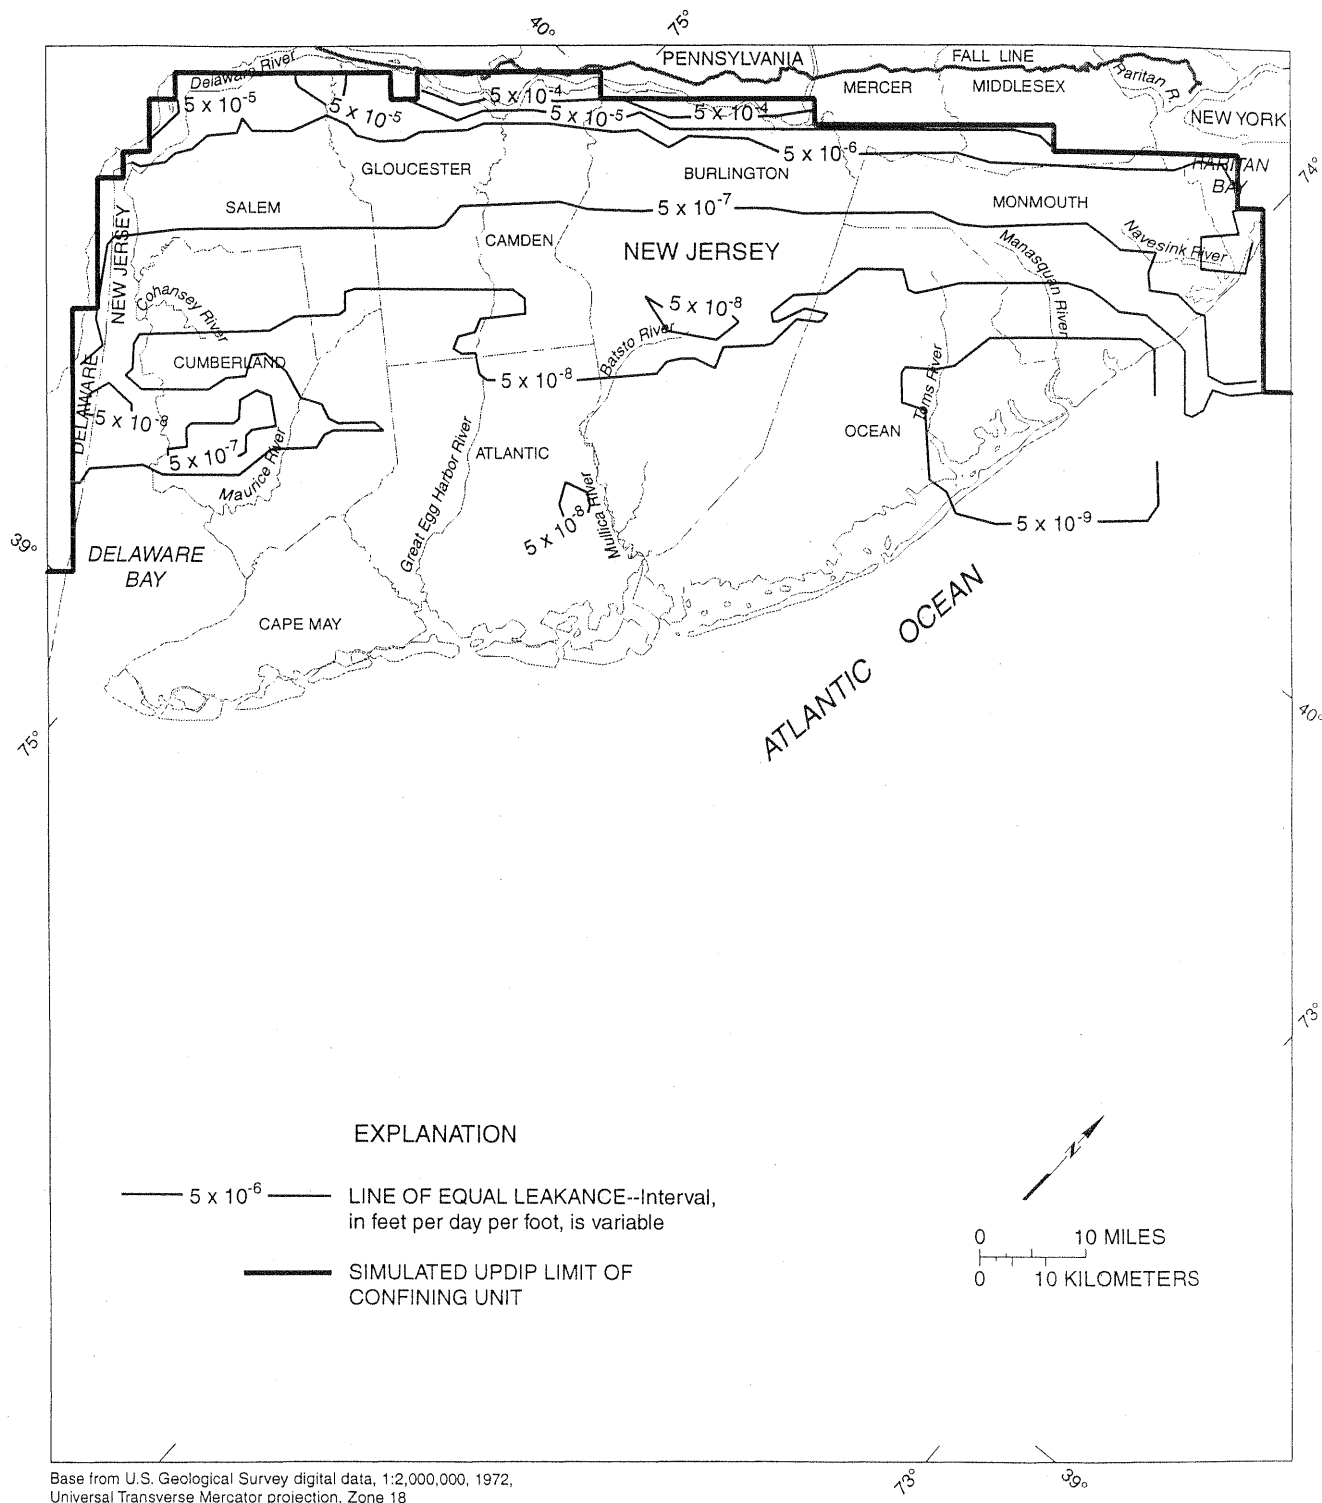 40°
75°
PENNSYLVANIA
FALL LINE
Delaware River
MERCER
MIDDLESEX
Raritan R.
5 x 10-5
5 x 10-5
5 x 10-4
5 x 10-5
5 x 10-4
NEW YORK
5 x 10-6
RARITAN
BAY
74°
GLOUCESTER
BURLINGTON
SALEM
5 x 10-7
MONMOUTH
NEW JERSEY
CAMDEN
NEW JERSEY
Manasquan River
Navesink River
Cohansey River
5 x 10-8
Batsto River
CUMBERLAND
5 x 10-8
Toms River
DELAWARE
5 x 10-8
5 x 10-7
Maurice River
Great Egg Harbor River
ATLANTIC
OCEAN
5 x 10-8
Mullica River
5 x 10-9
39°
DELAWARE
BAY
CAPE MAY
ATLANTIC OCEAN
75°
40°
73°
EXPLANATION
5 x 10-6
LINE OF EQUAL LEAKANCE--Interval,
in feet per day per foot, is variable
SIMULATED UPDIP LIMIT OF
CONFINING UNIT
N
0 10 MILES
0 10 KILOMETERS
73°
39°
Base from U.S. Geological Survey digital data, 1:2,000,000, 1972,
Universal Transverse Mercator projection, Zone 18